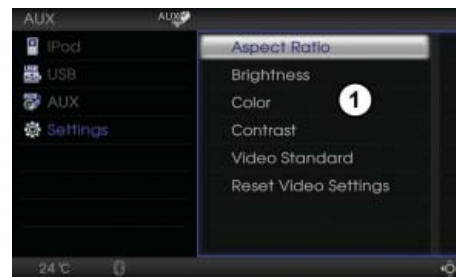 AUX AUX
iPod
USB
AUX
Settings
Aspect Ratio
Brightness
Color
1
Contrast
Video Standard
Reset Video Settings
24°C